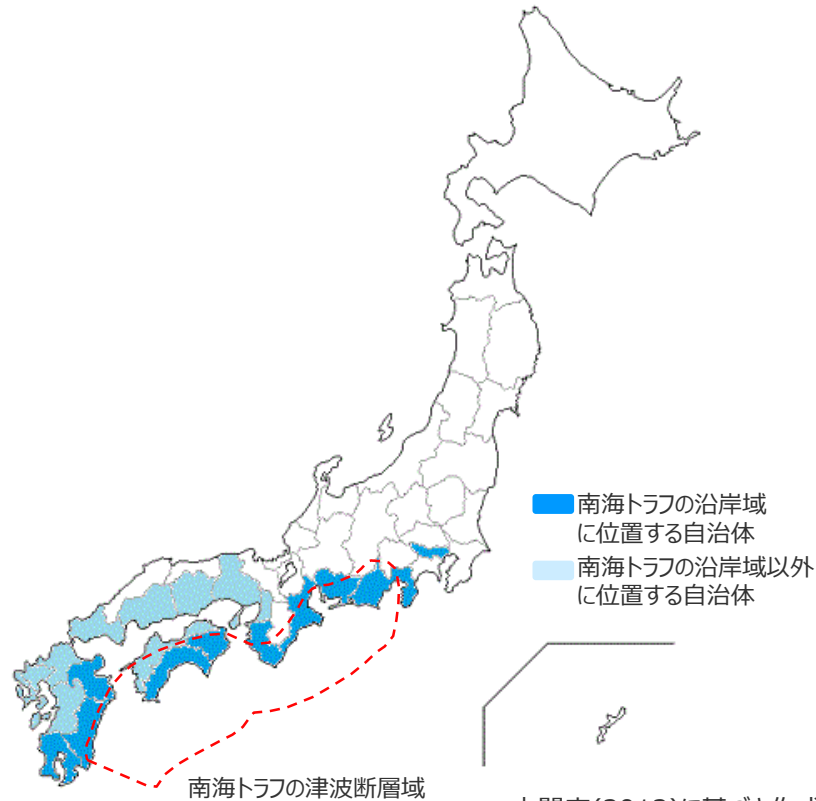 南海トラフの沿岸域
に位置する自治体
南海トラフの沿岸域以外
に位置する自治体
南海トラフの津波断層域